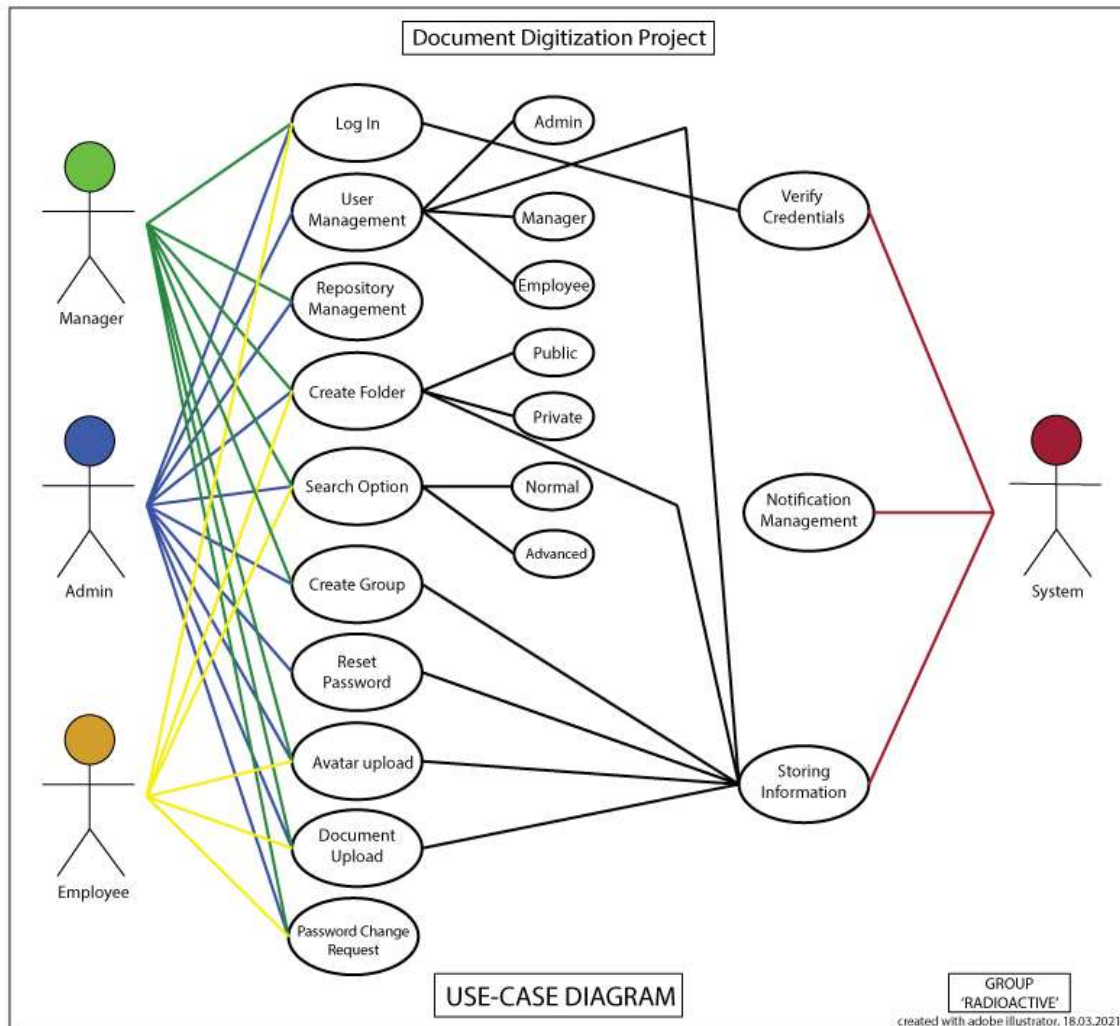 Document Digitization Project
Log In
Admin
User
Management
Verify
Credentials
Manager
Repository
Management
Employee
Manager
Public
Create Folder
Private
Search Option
Normal
Notification
Management
Advanced
Admin
Create Group
System
Reset
Password
Avatar upload
Storing
Information
Document
Upload
Employee
Password Change
Request
USE-CASE DIAGRAM
GROUP
'RADIOACTIVE'
created with adobe illustrator, 18.03.2021